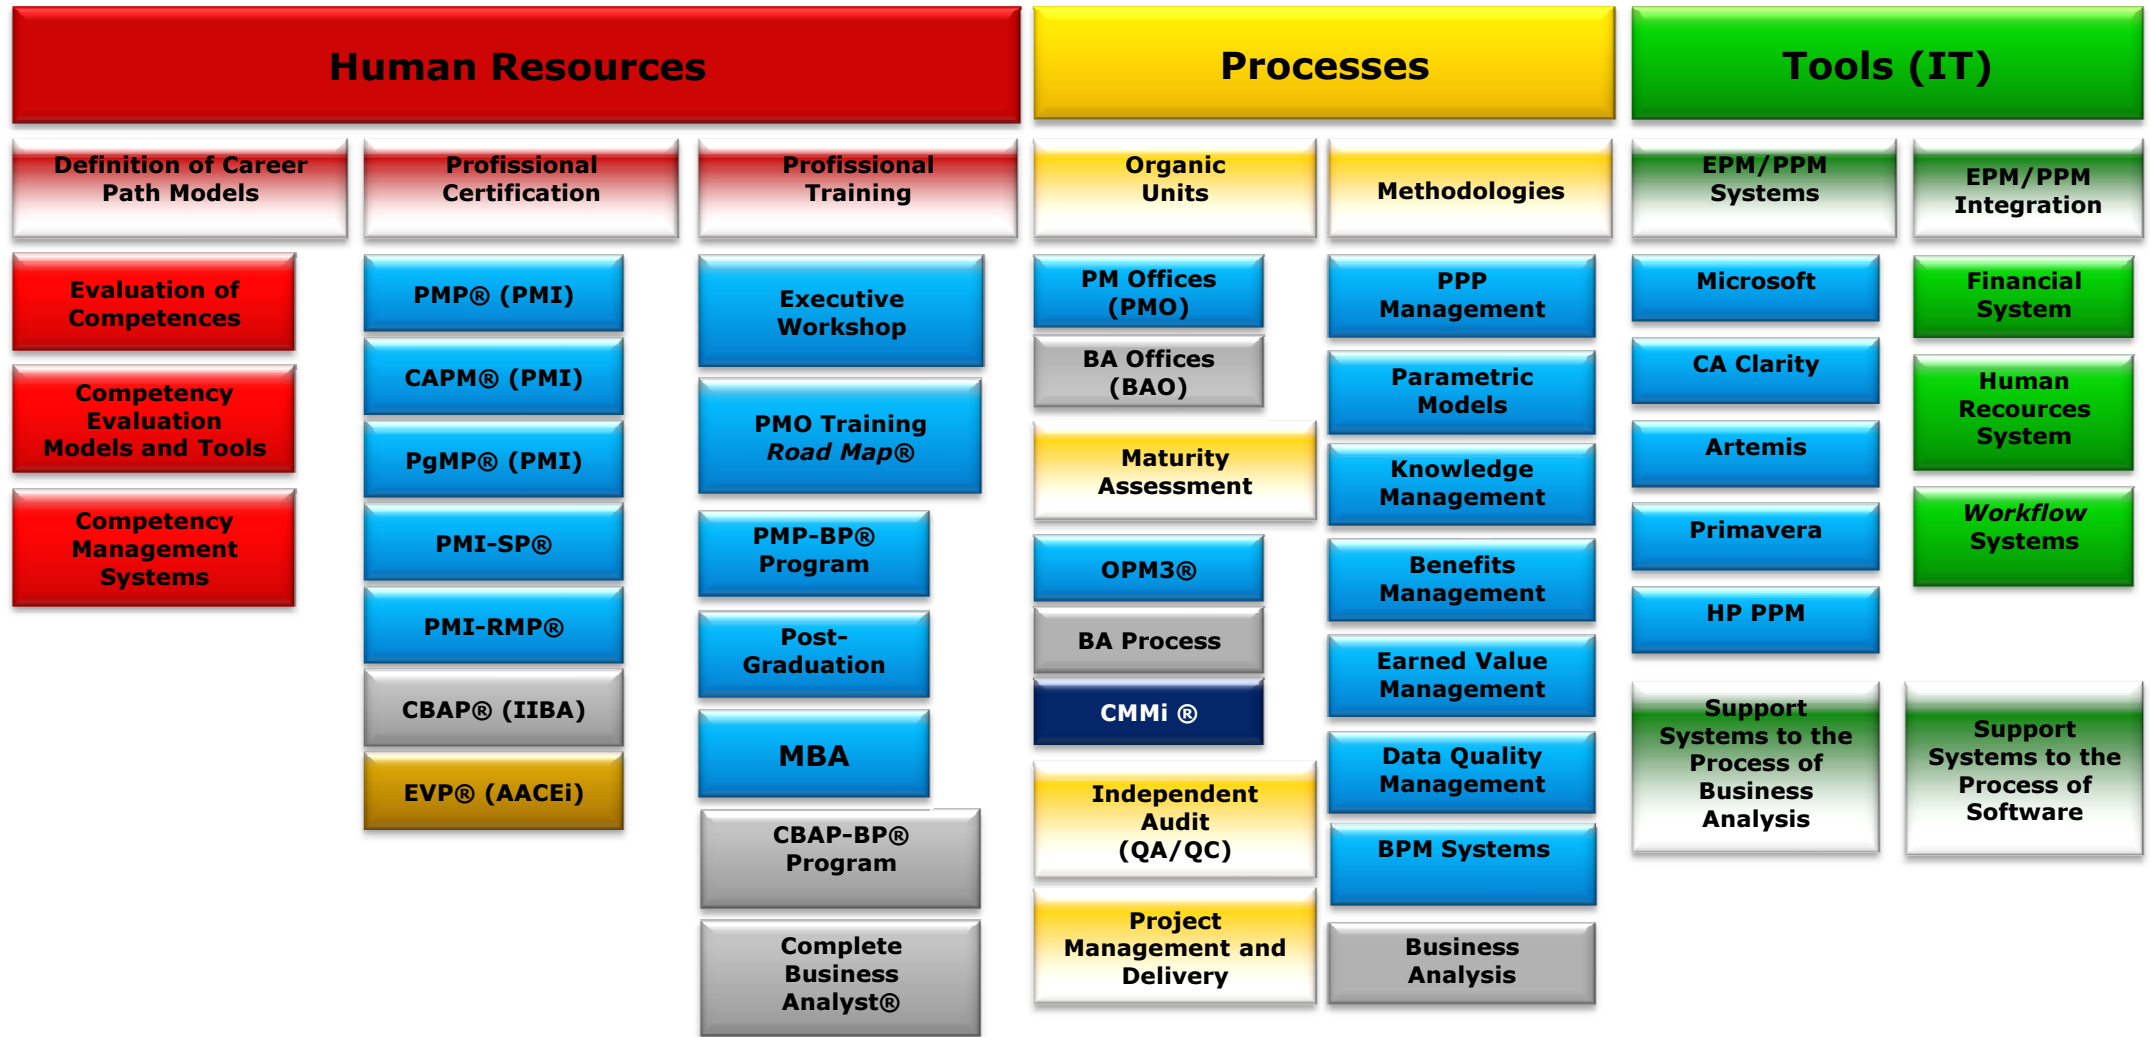 Human Resources
Processes
Tools (IT)
Definition of Career
Path Models
Profissional
Certification
Profissional
Training
Organic
Units
Methodologies
EPM/PPM
Systems
EPM/PPM
Integration
Evaluation of
Competences
Competency
Evaluation
Models and Tools
Competency
Management
Systems
PMP® (PMI)
CAPM® (PMI)
PgMP® (PMI)
PMI-SP®
PMI-RMP®
CBAP® (IIBA)
EVP® (AACEi)
Executive
Workshop
PMO Training
Road Map®
PMP-BP®
Program
Post-
Graduation
MBA
CBAP-BP®
Program
Complete
Business
Analyst®
PM Offices
(PMO)
BA Offices
(BAO)
Maturity
Assessment
OPM3®
BA Process
CMMi ®
Independent
Audit
(QA/QC)
Project
Management and
Delivery
PPP
Management
Parametric
Models
Knowledge
Management
Benefits
Management
Earned Value
Management
Data Quality
Management
BPM Systems
Business
Analysis
Microsoft
CA Clarity
Artemis
Primavera
HP PPM
Support
Systems to the
Process of
Business
Analysis
Financial
System
Human
Recources
System
Workflow
Systems
Support
Systems to the
Process of
Software